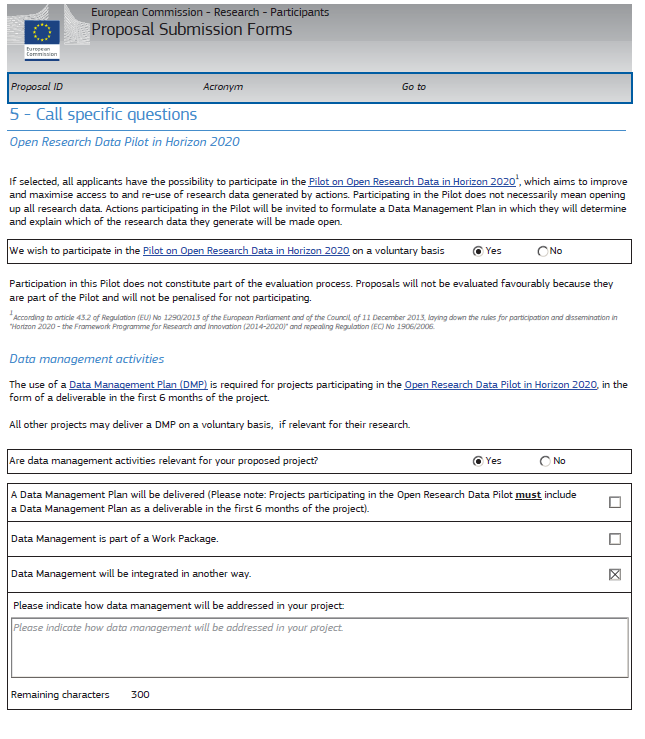 European Commission - Research - Participants
Proposal Submission Forms
European
Commission
Proposal ID Acronym Go to
5 - Call specific questions
Open Research Data Pilot in Horizon 2020
If selected, all applicants have the possibility to participate in the Pilot on Open Research Data in Horizon 2020¹, which aims to improve
and maximise access to and re-use of research data generated by actions. Participating in the Pilot does not necessarily mean opening
up all research data. Actions participating in the Pilot will be invited to formulate a Data Management Plan in which they will determine
and explain which of the research data they generate will be made open.
We wish to participate in the Pilot on Open Research Data in Horizon 2020 on a voluntary basis Yes No
Participation in this Pilot does not constitute part of the evaluation process. Proposals will not be evaluated favourably because they
are part of the Pilot and will not be penalised for not participating.
¹According to article 43.2 of Regulation (EU) No 1290/2013 of the European Parliament and of the Council, of 11 December 2013, laying down the rules for participation and dissemination in
"Horizon 2020 - the Framework Programme for Research and Innovation (2014-2020)" and repealing Regulation (EC) No 1906/2006.
Data management activities
The use of a Data Management Plan (DMP) is required for projects participating in the Open Research Data Pilot in Horizon 2020, in the
form of a deliverable in the first 6 months of the project.
All other projects may deliver a DMP on a voluntary basis, if relevant for their research.
Are data management activities relevant for your proposed project? Yes No
A Data Management Plan will be delivered (Please note: Projects participating in the Open Research Data Pilot must include
a Data Management Plan as a deliverable in the first 6 months of the project).
Data Management is part of a Work Package.
Data Management will be integrated in another way.
Please indicate how data management will be addressed in your project:
Please indicate how data management will be addressed in your project.
Remaining characters 300